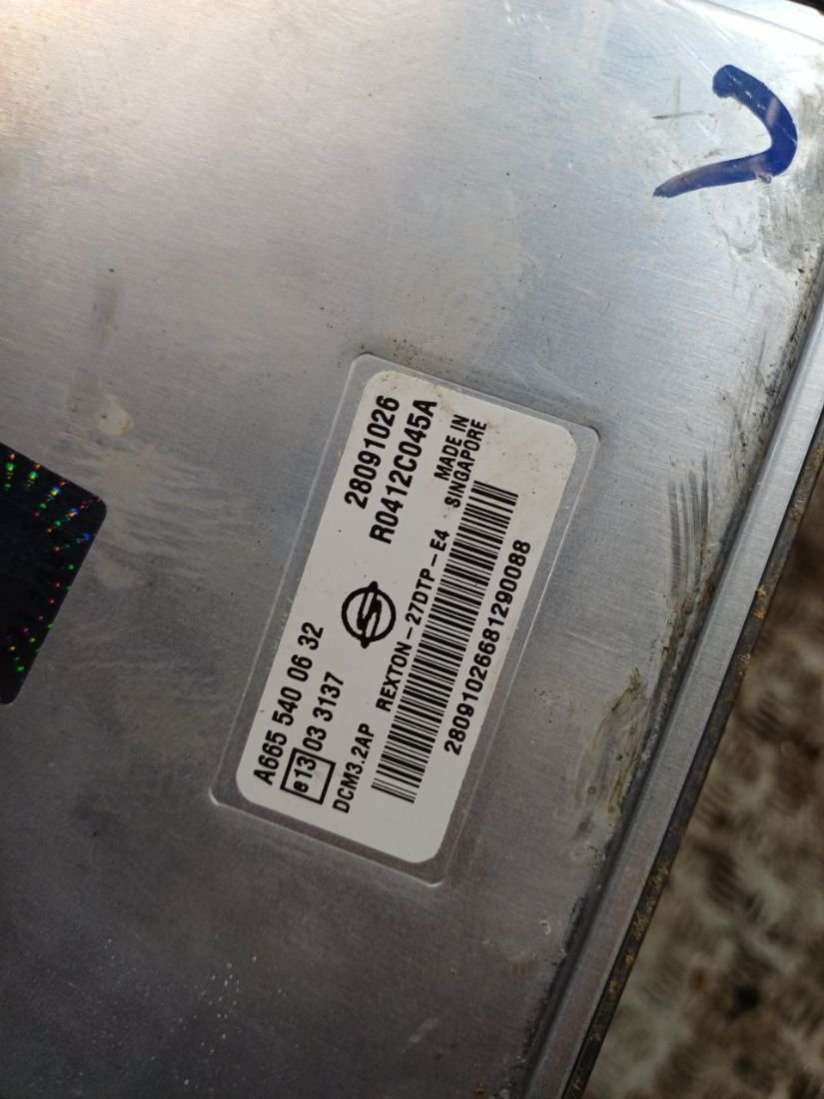 A665 540 06 32 28091026
e13 03 3137 R0412C045A
DCM3.2AP REXTON-27DTP-E4 MADE IN
SINGAPORE
28091026681290088